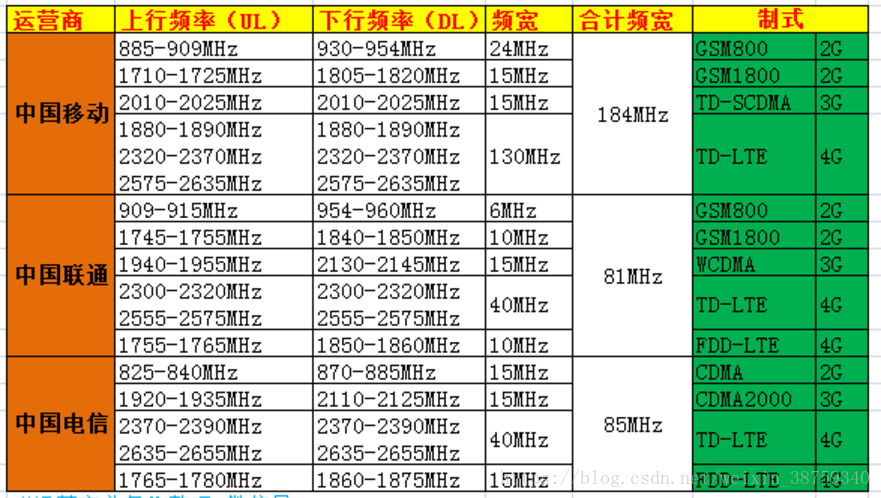 运营商 上行频率（UL） 下行频率（DL） 频宽 合计频宽 制式
中国移动 885-909MHz 930-954MHz 24MHz 184MHz GSM800 2G
1710-1725MHz 1805-1820MHz 15MHz GSM1800 2G
2010-2025MHz 2010-2025MHz 15MHz TD-SCDMA 3G
1880-1890MHz 1880-1890MHz 130MHz TD-LTE 4G
2320-2370MHz 2320-2370MHz
2575-2635MHz 2575-2635MHz
中国联通 909-915MHz 954-960MHz 6MHz 81MHz GSM800 2G
1745-1755MHz 1840-1850MHz 10MHz GSM1800 2G
1940-1955MHz 2130-2145MHz 15MHz WCDMA 3G
2300-2320MHz 2300-2320MHz 40MHz TD-LTE 4G
2555-2575MHz 2555-2575MHz
1755-1765MHz 1850-1860MHz 10MHz FDD-LTE 4G
中国电信 825-840MHz 870-885MHz 15MHz 85MHz CDMA 2G
1920-1935MHz 2110-2125MHz 15MHz CDMA2000 3G
2370-2390MHz 2370-2390MHz 40MHz TD-LTE 4G
2635-2655MHz 2635-2655MHz
1765-1780MHz 1860-1875MHz 15MHz FDD-LTE 4G
blog.csdn.net/weixin_38759340